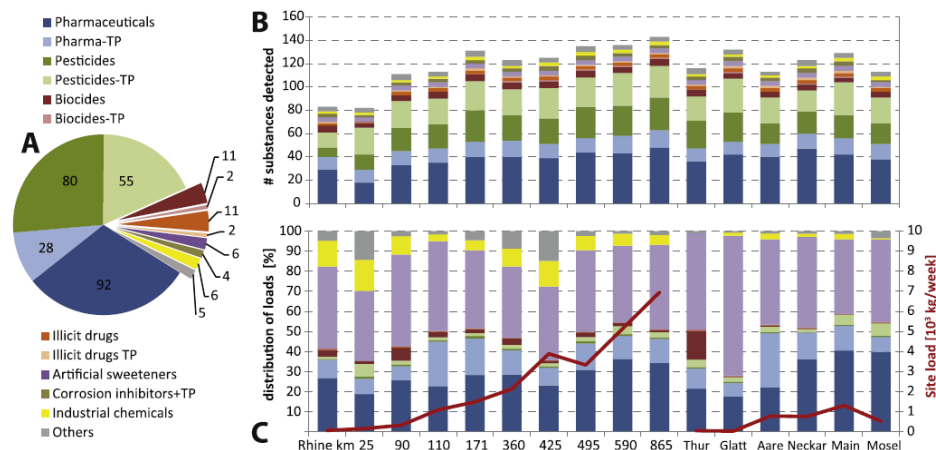 Pharmaceuticals
Pharma-TP
Pesticides
Pesticides-TP
Biocides
Biocides-TP
A
80
55
28
92
11
2
11
2
6
4
6
5
Illicit drugs
Illicit drugs TP
Artificial sweeteners
Corrosion inhibitors+TP
Industrial chemicals
Others
B
# substances detected
160
140
120
100
80
60
40
20
0
C
distribution of loads [%]
100
90
80
70
60
50
40
30
20
10
Site load [10³ kg/week]
10
9
8
7
6
5
4
3
2
1
0
Rhine km 25 90 110 171 360 425 495 590 865 Thur Glatt Aare Neckar Main Mosel